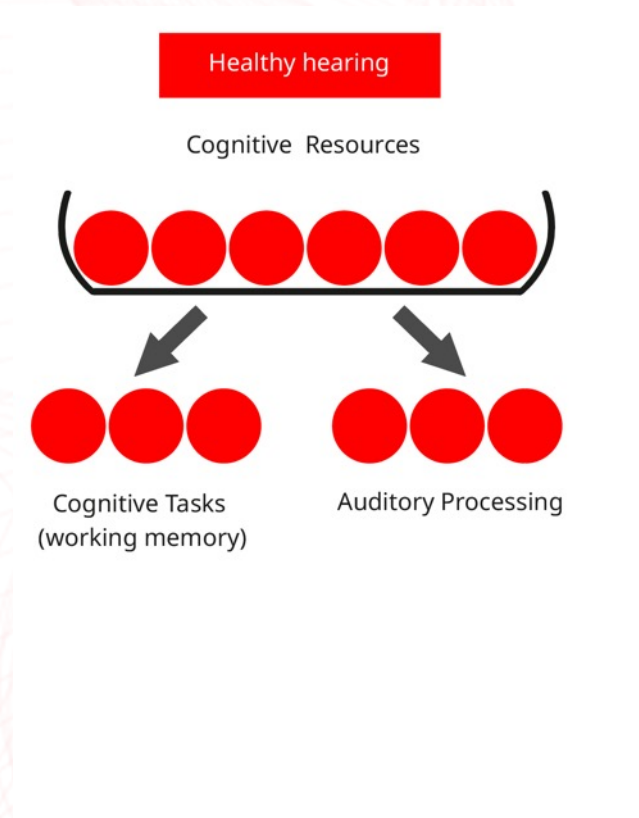 Healthy hearing
Cognitive Resources
Cognitive Tasks
(working memory)
Auditory Processing